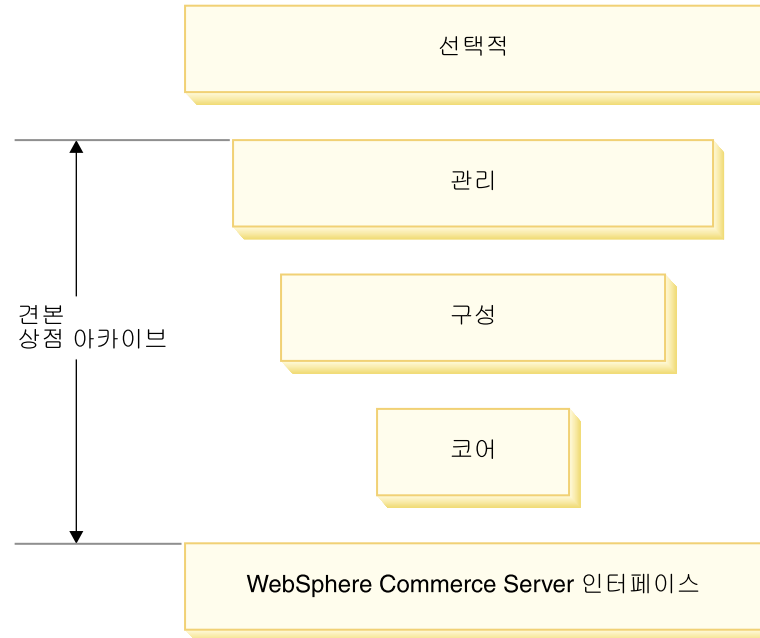 선택적
관리
견본
상점 아카이브
구성
코어
WebSphere Commerce Server 인터페이스